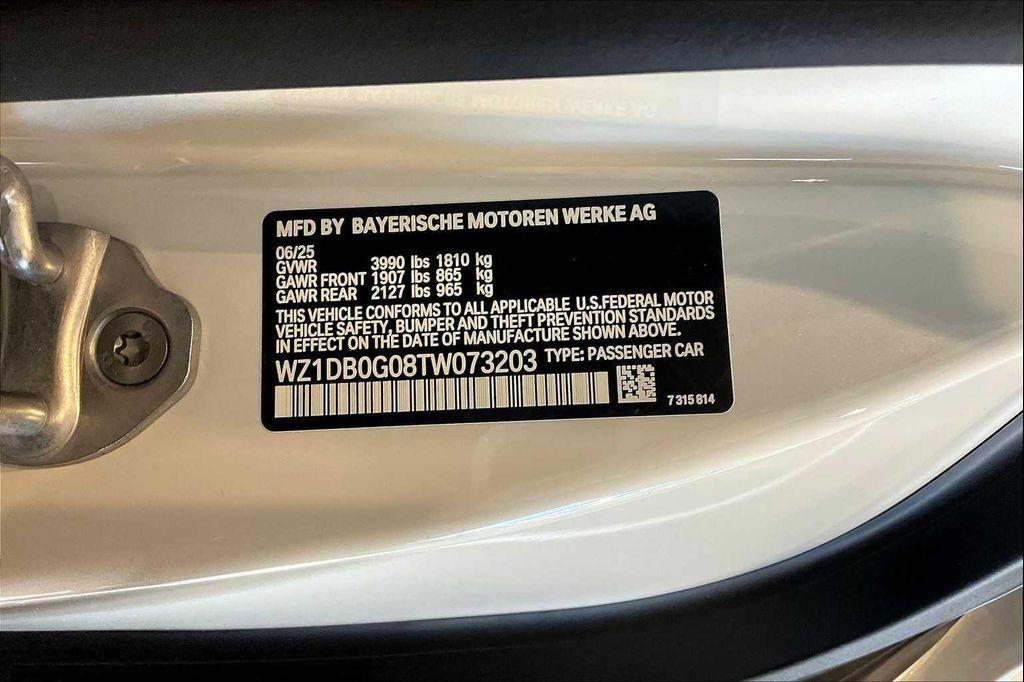 MFD BY BAYERISCHE MOTOREN WERKE AG
06/25
GVWR 3990 lbs 1810 kg
GAWR FRONT 1907 lbs 865 kg
GAWR REAR 2127 lbs 965 kg
THIS VEHICLE CONFORMS TO ALL APPLICABLE U.S.FEDERAL MOTOR
VEHICLE SAFETY, BUMPER AND THEFT PREVENTION STANDARDS
IN EFFECT ON THE DATE OF MANUFACTURE SHOWN ABOVE.
WZ1DB0G08TW073203 TYPE: PASSENGER CAR
7 315 814